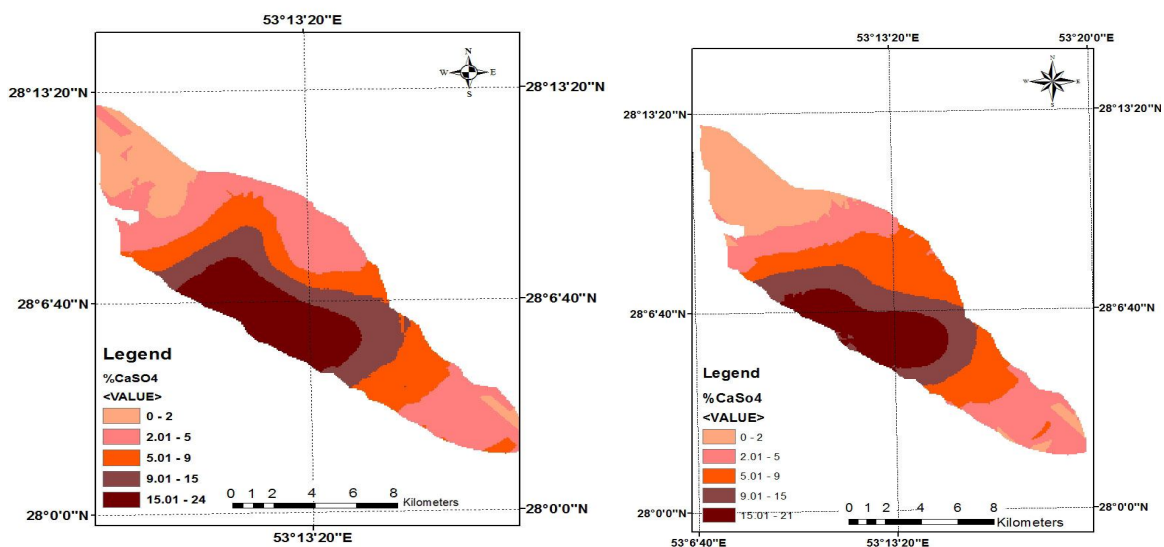 53°13'20"E
N
W E
S
28°13'20"N 28°13'20"N
28°6'40"N 28°6'40"N
Legend
%CaSO4
<VALUE>
0 - 2
2.01 - 5
5.01 - 9
9.01 - 15
15.01 - 24
0 1 2 4 6 8
Kilometers
28°0'0"N 28°0'0"N
53°13'20"E
53°13'20"E 53°20'0"E
N
W E
S
28°13'20"N 28°13'20"N
28°6'40"N 28°6'40"N
Legend
%CaSo4
<VALUE>
0 - 2
2.01 - 5
5.01 - 9
9.01 - 15
15.01 - 21
0 1 2 4 6 8
Kilometers
28°0'0"N 28°0'0"N
53°6'40"E 53°13'20"E